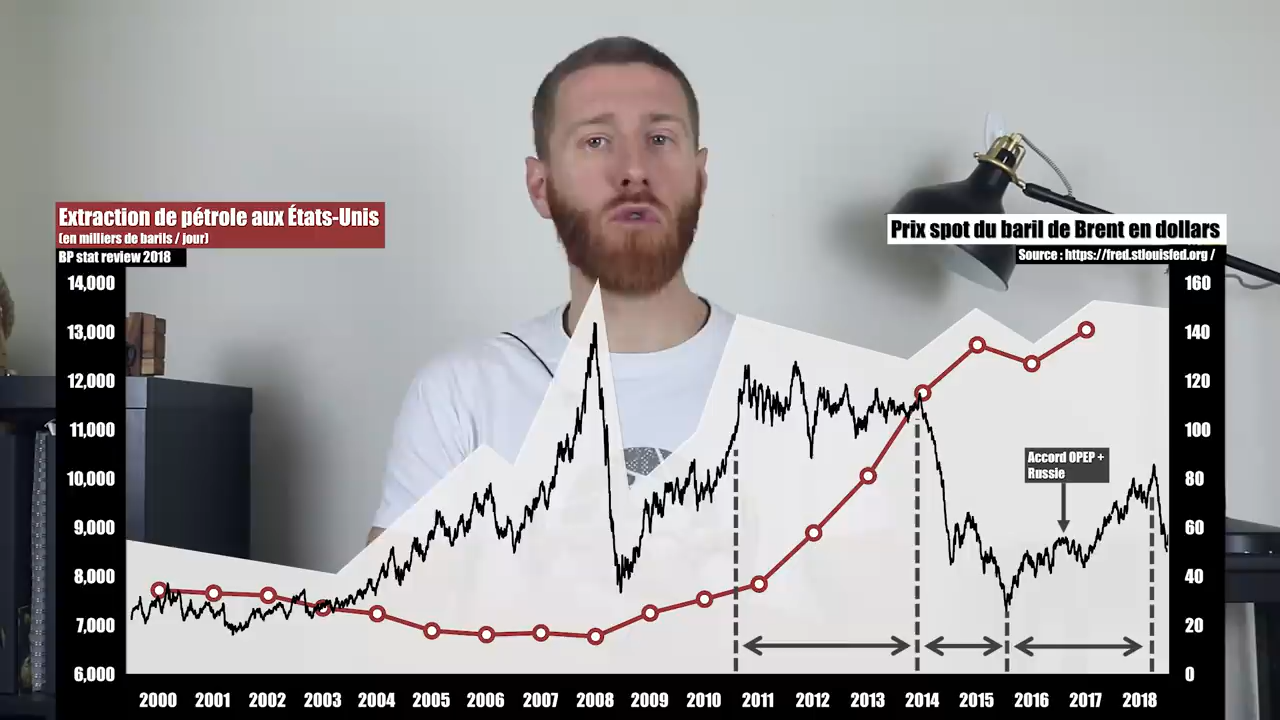 Extraction de pétrole aux États-Unis
(en milliers de barils / jour)
BP stat review 2018
Prix spot du baril de Brent en dollars
Source : https://fred.stlouisfed.org /
14,000
13,000
12,000
11,000
10,000
9,000
8,000
7,000
6,000
160
140
120
100
80
60
40
20
0
Accord OPEP +
Russie
2000 2001 2002 2003 2004 2005 2006 2007 2008 2009 2010 2011 2012 2013 2014 2015 2016 2017 2018